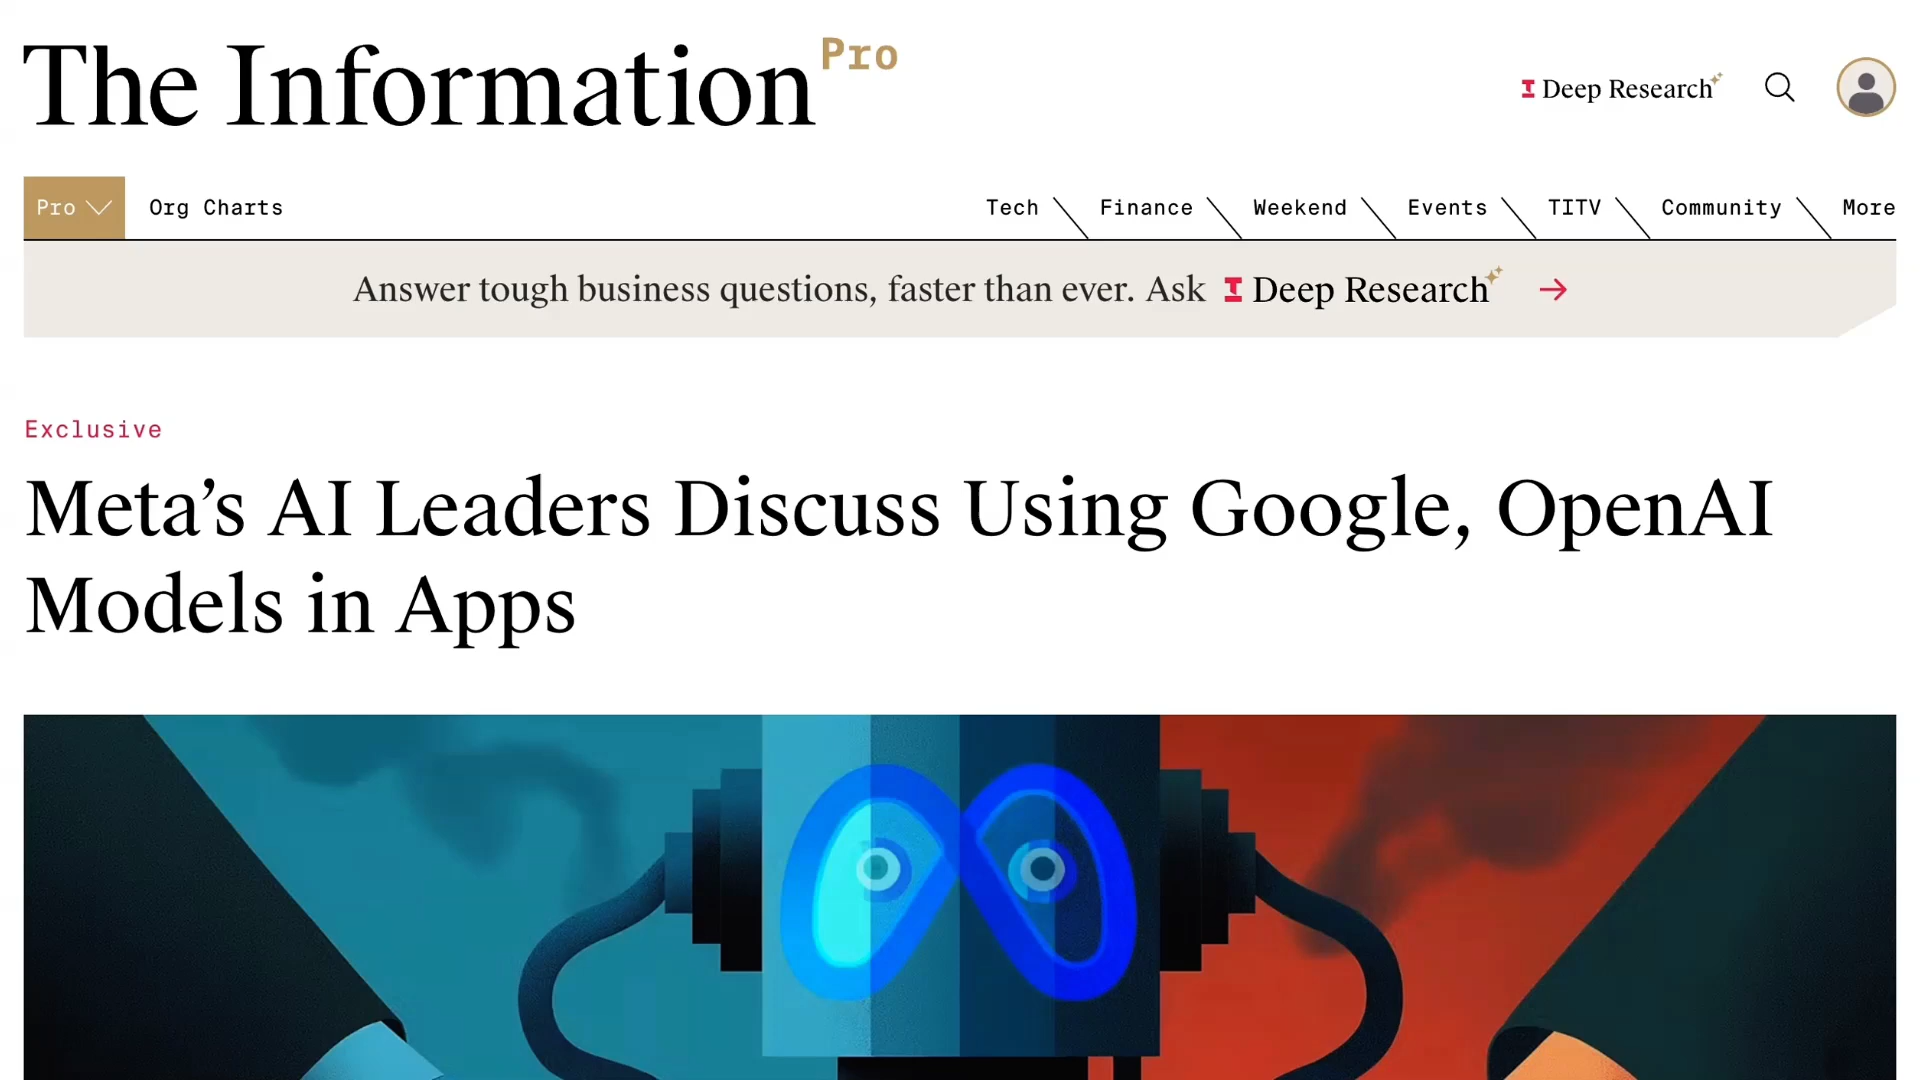 The Information Pro
Deep Research
Pro
Org Charts
Tech
Finance
Weekend
Events
TITV
Community
More
Answer tough business questions, faster than ever. Ask Deep Research
Exclusive
Meta’s AI Leaders Discuss Using Google, OpenAI
Models in Apps